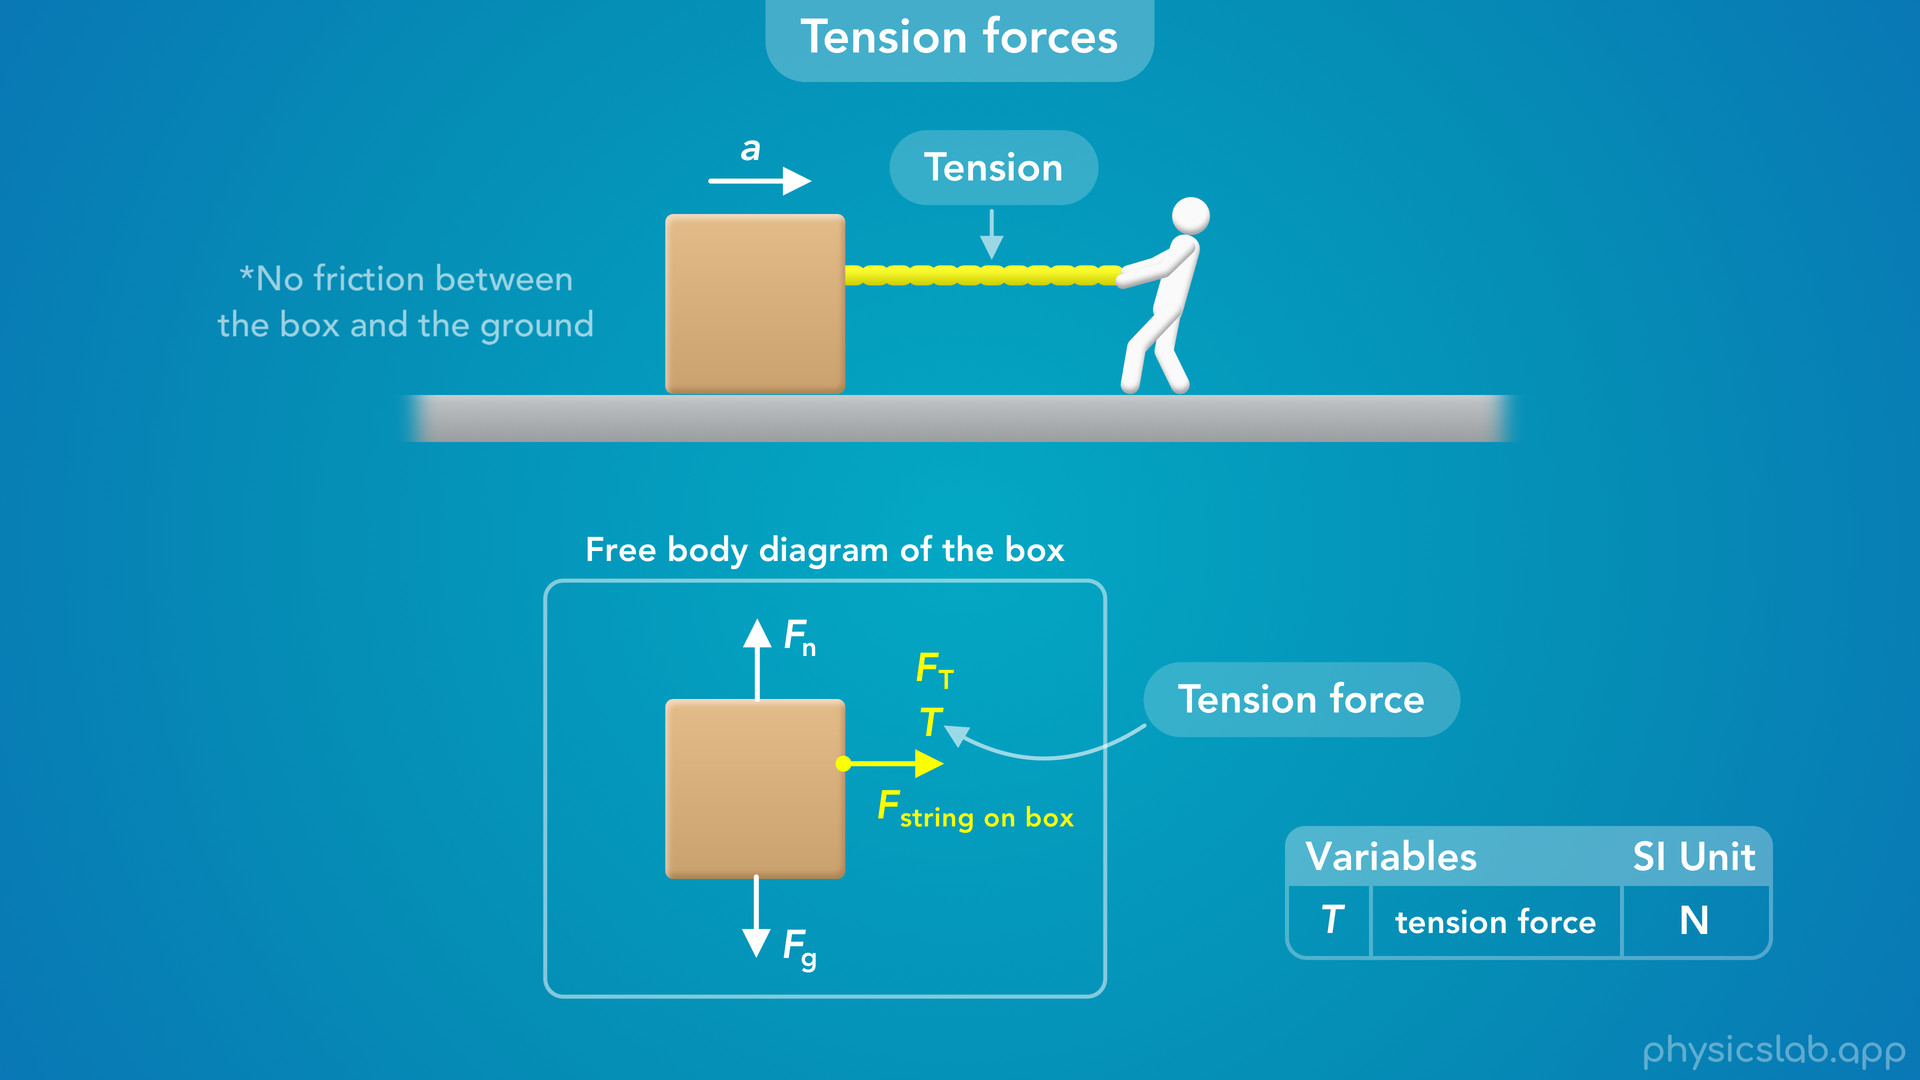 Tension forces
a
Tension
*No friction between
the box and the ground
Free body diagram of the box
Fn
FT
T
Tension force
Fstring on box
Fg
Variables SI Unit
T tension force N
physicslab.app